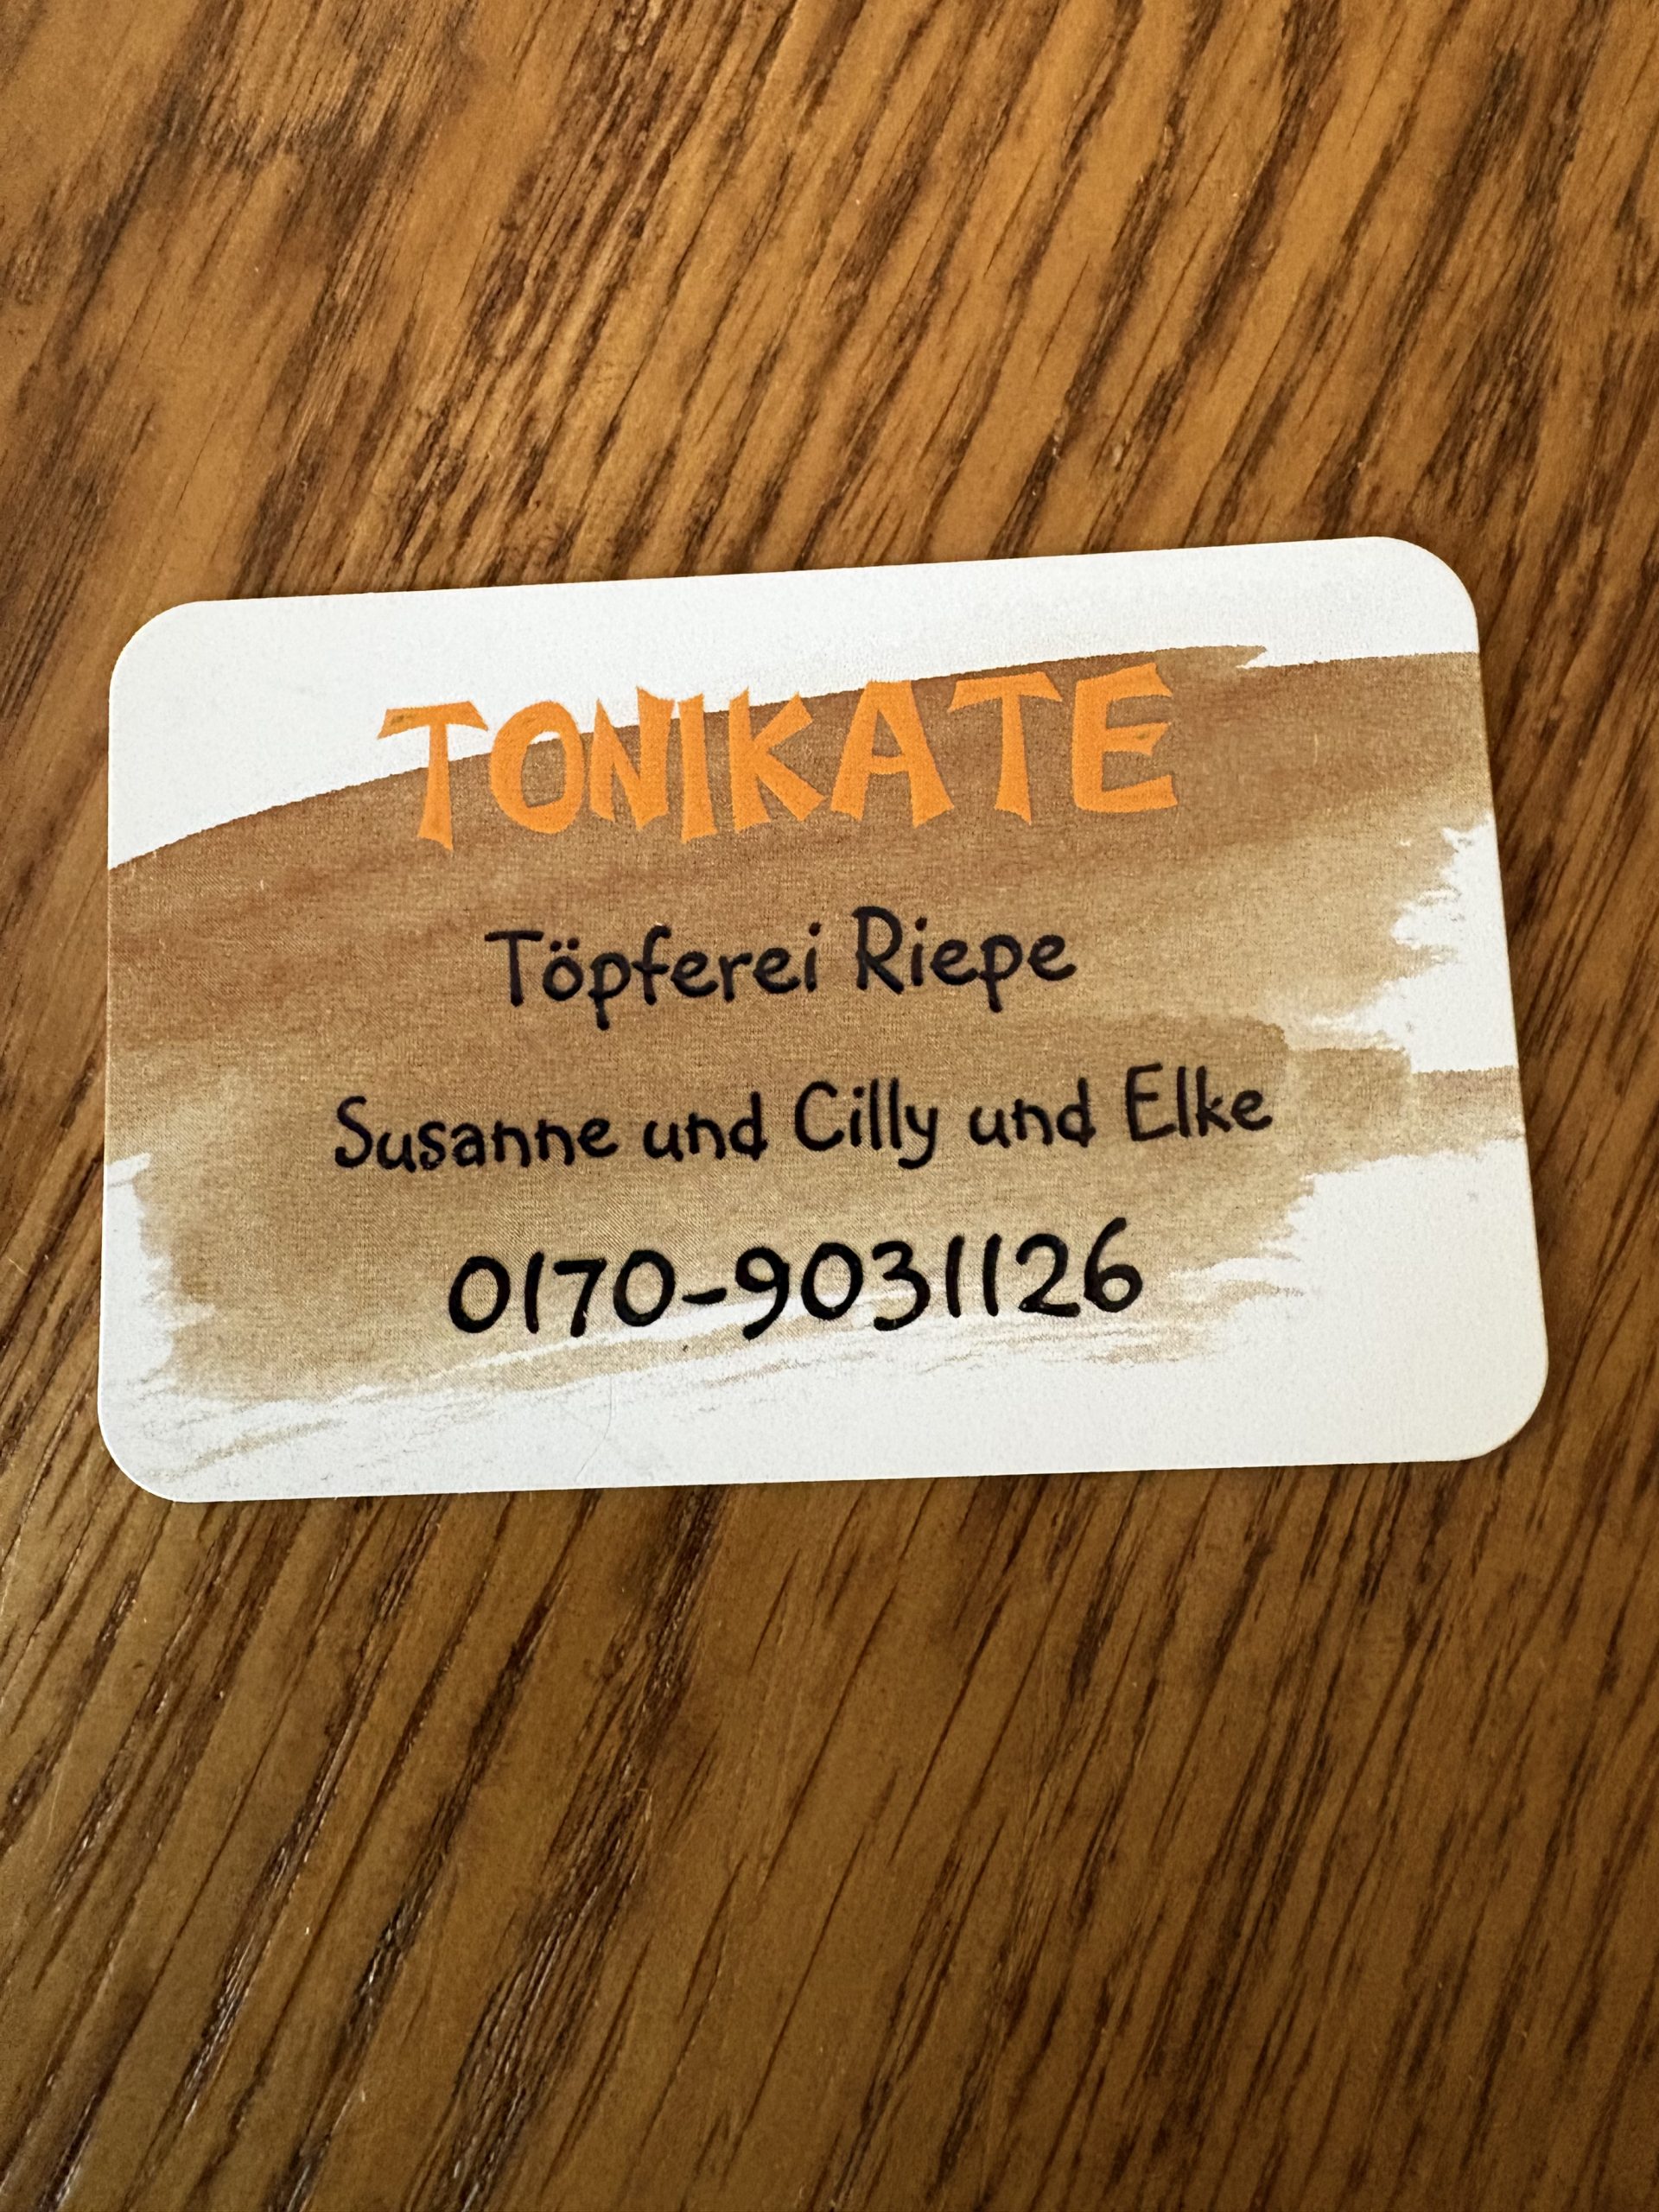 TONIKATE
Töpferei Riepe
Susanne und Cilly und Elke
0170-9031126